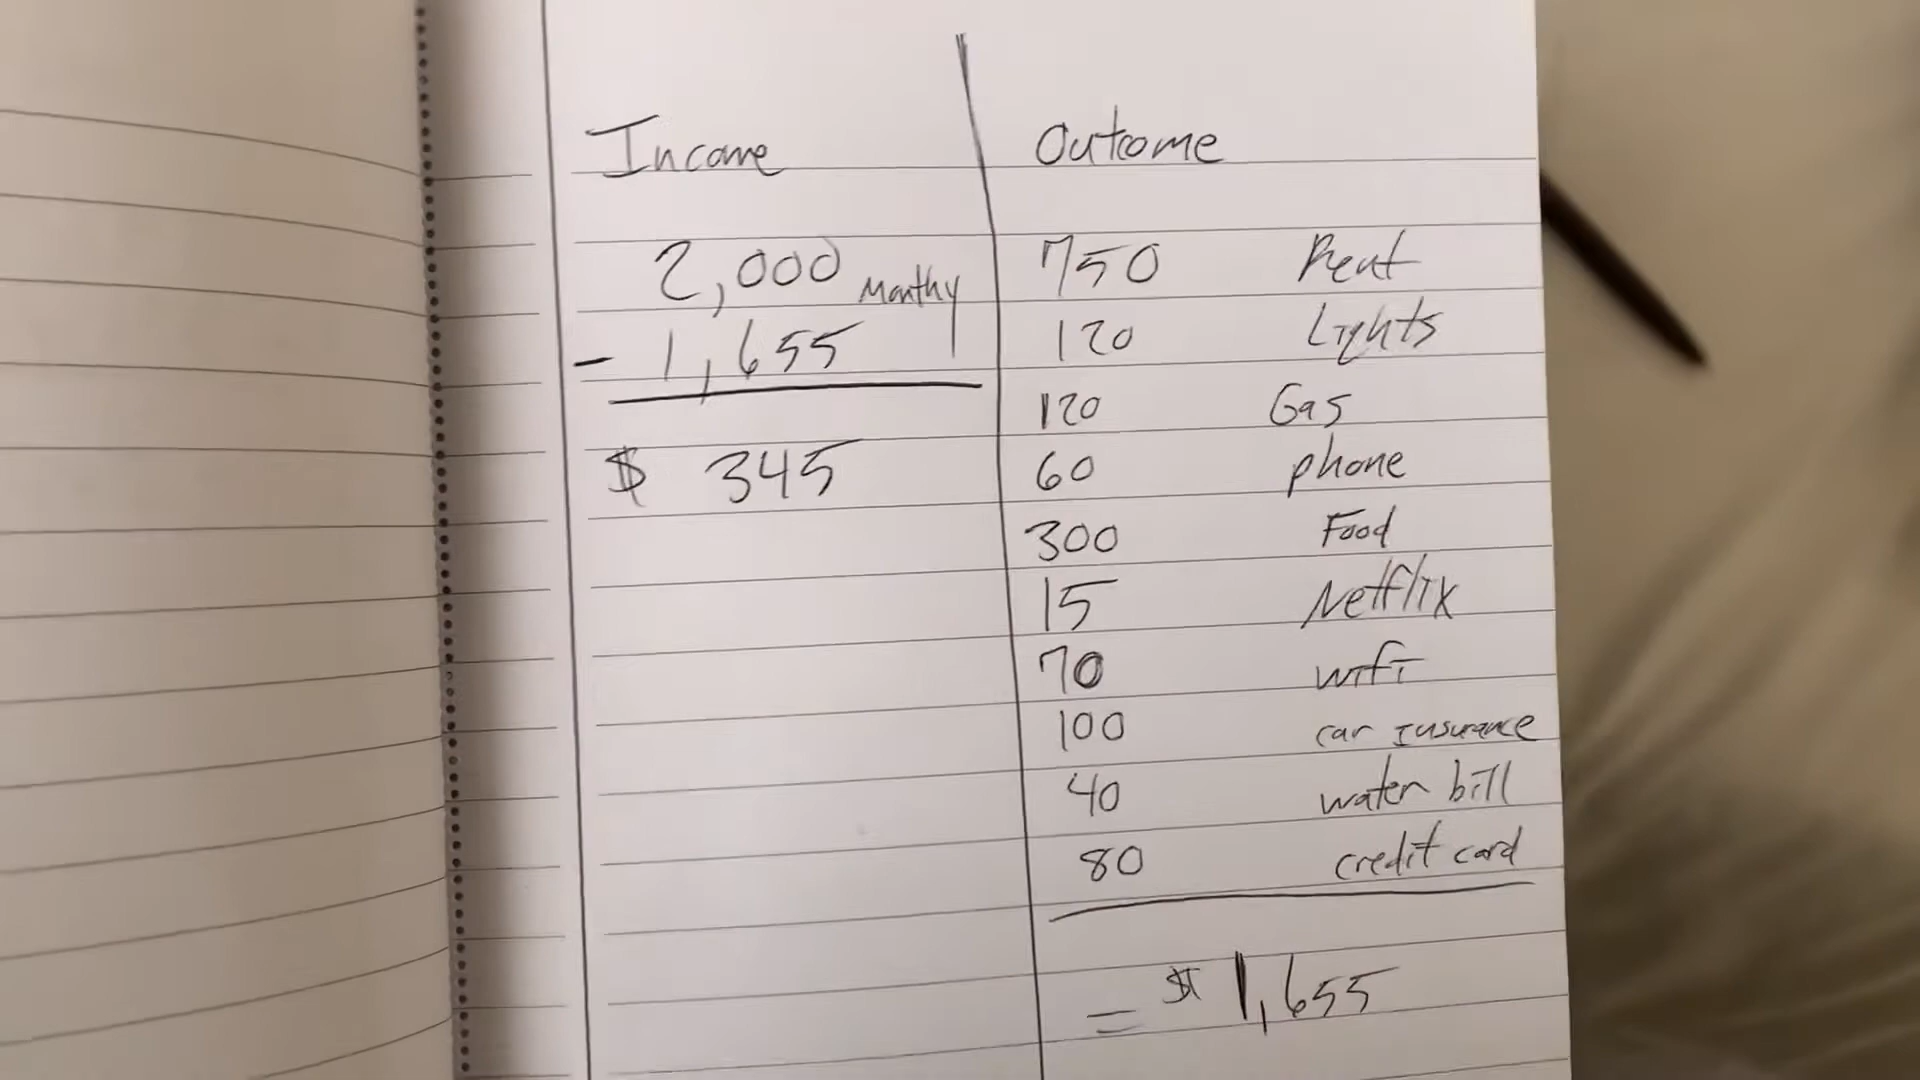 Income
2,000 Monthy
- 1,655
$ 345
Outcome
750 Rent
120 Lights
120 Gas
60 phone
300 Food
15 Netflix
70 wifi
100 car insurance
40 water bill
80 credit card
= $ 1,655